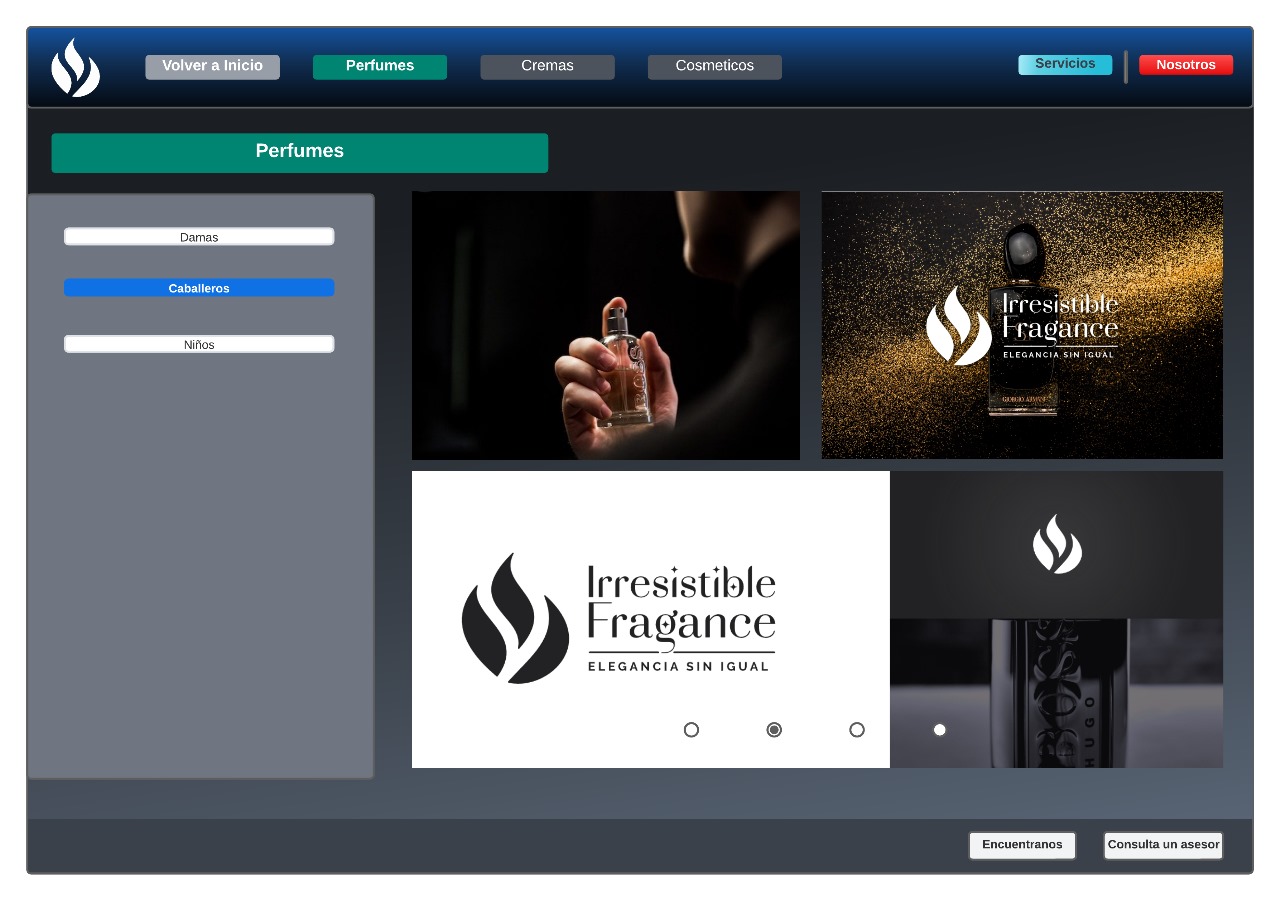 Volver a Inicio
Perfumes
Cremas
Cosmeticos
Servicios
Nosotros
Perfumes
Damas
Caballeros
Niños
BOSS
Irresistible
Fragance
ELEGANCIA SIN IGUAL
GIORGIO ARMANI
Irresistible
Fragance
ELEGANCIA SIN IGUAL
BOSS
HUGO
Encuentranos
Consulta un asesor